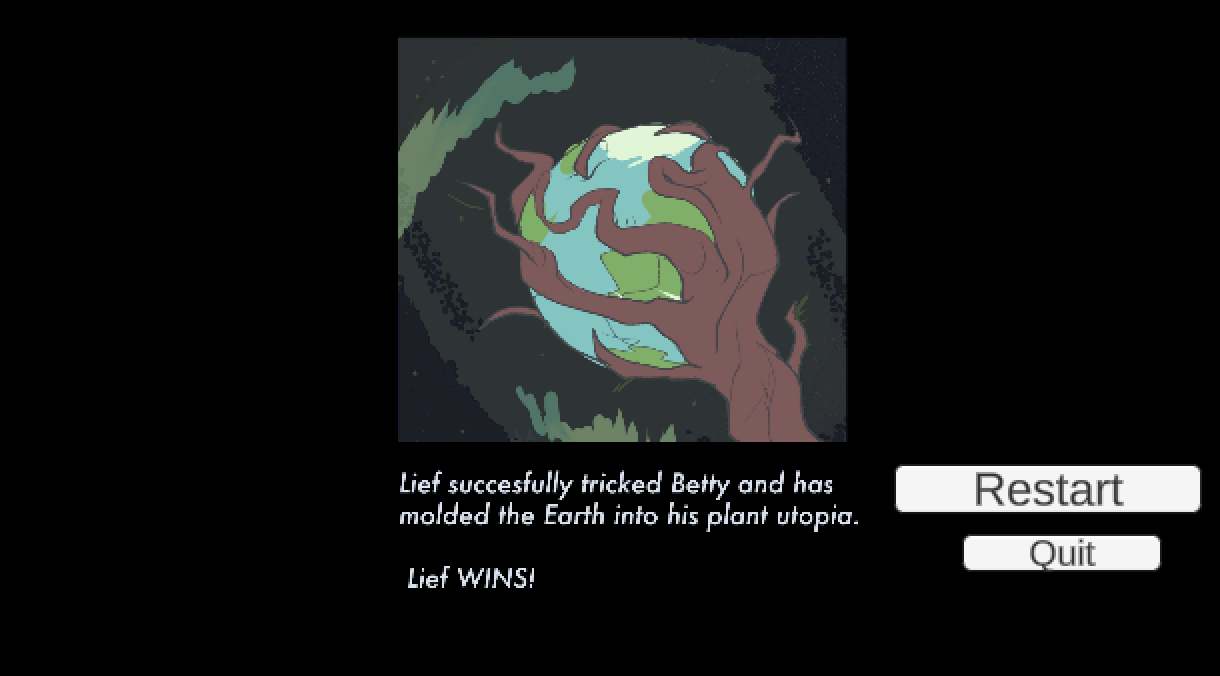 Lief succesfully tricked Betty and has
molded the Earth into his plant utopia.
Lief WINS!
Restart
Quit